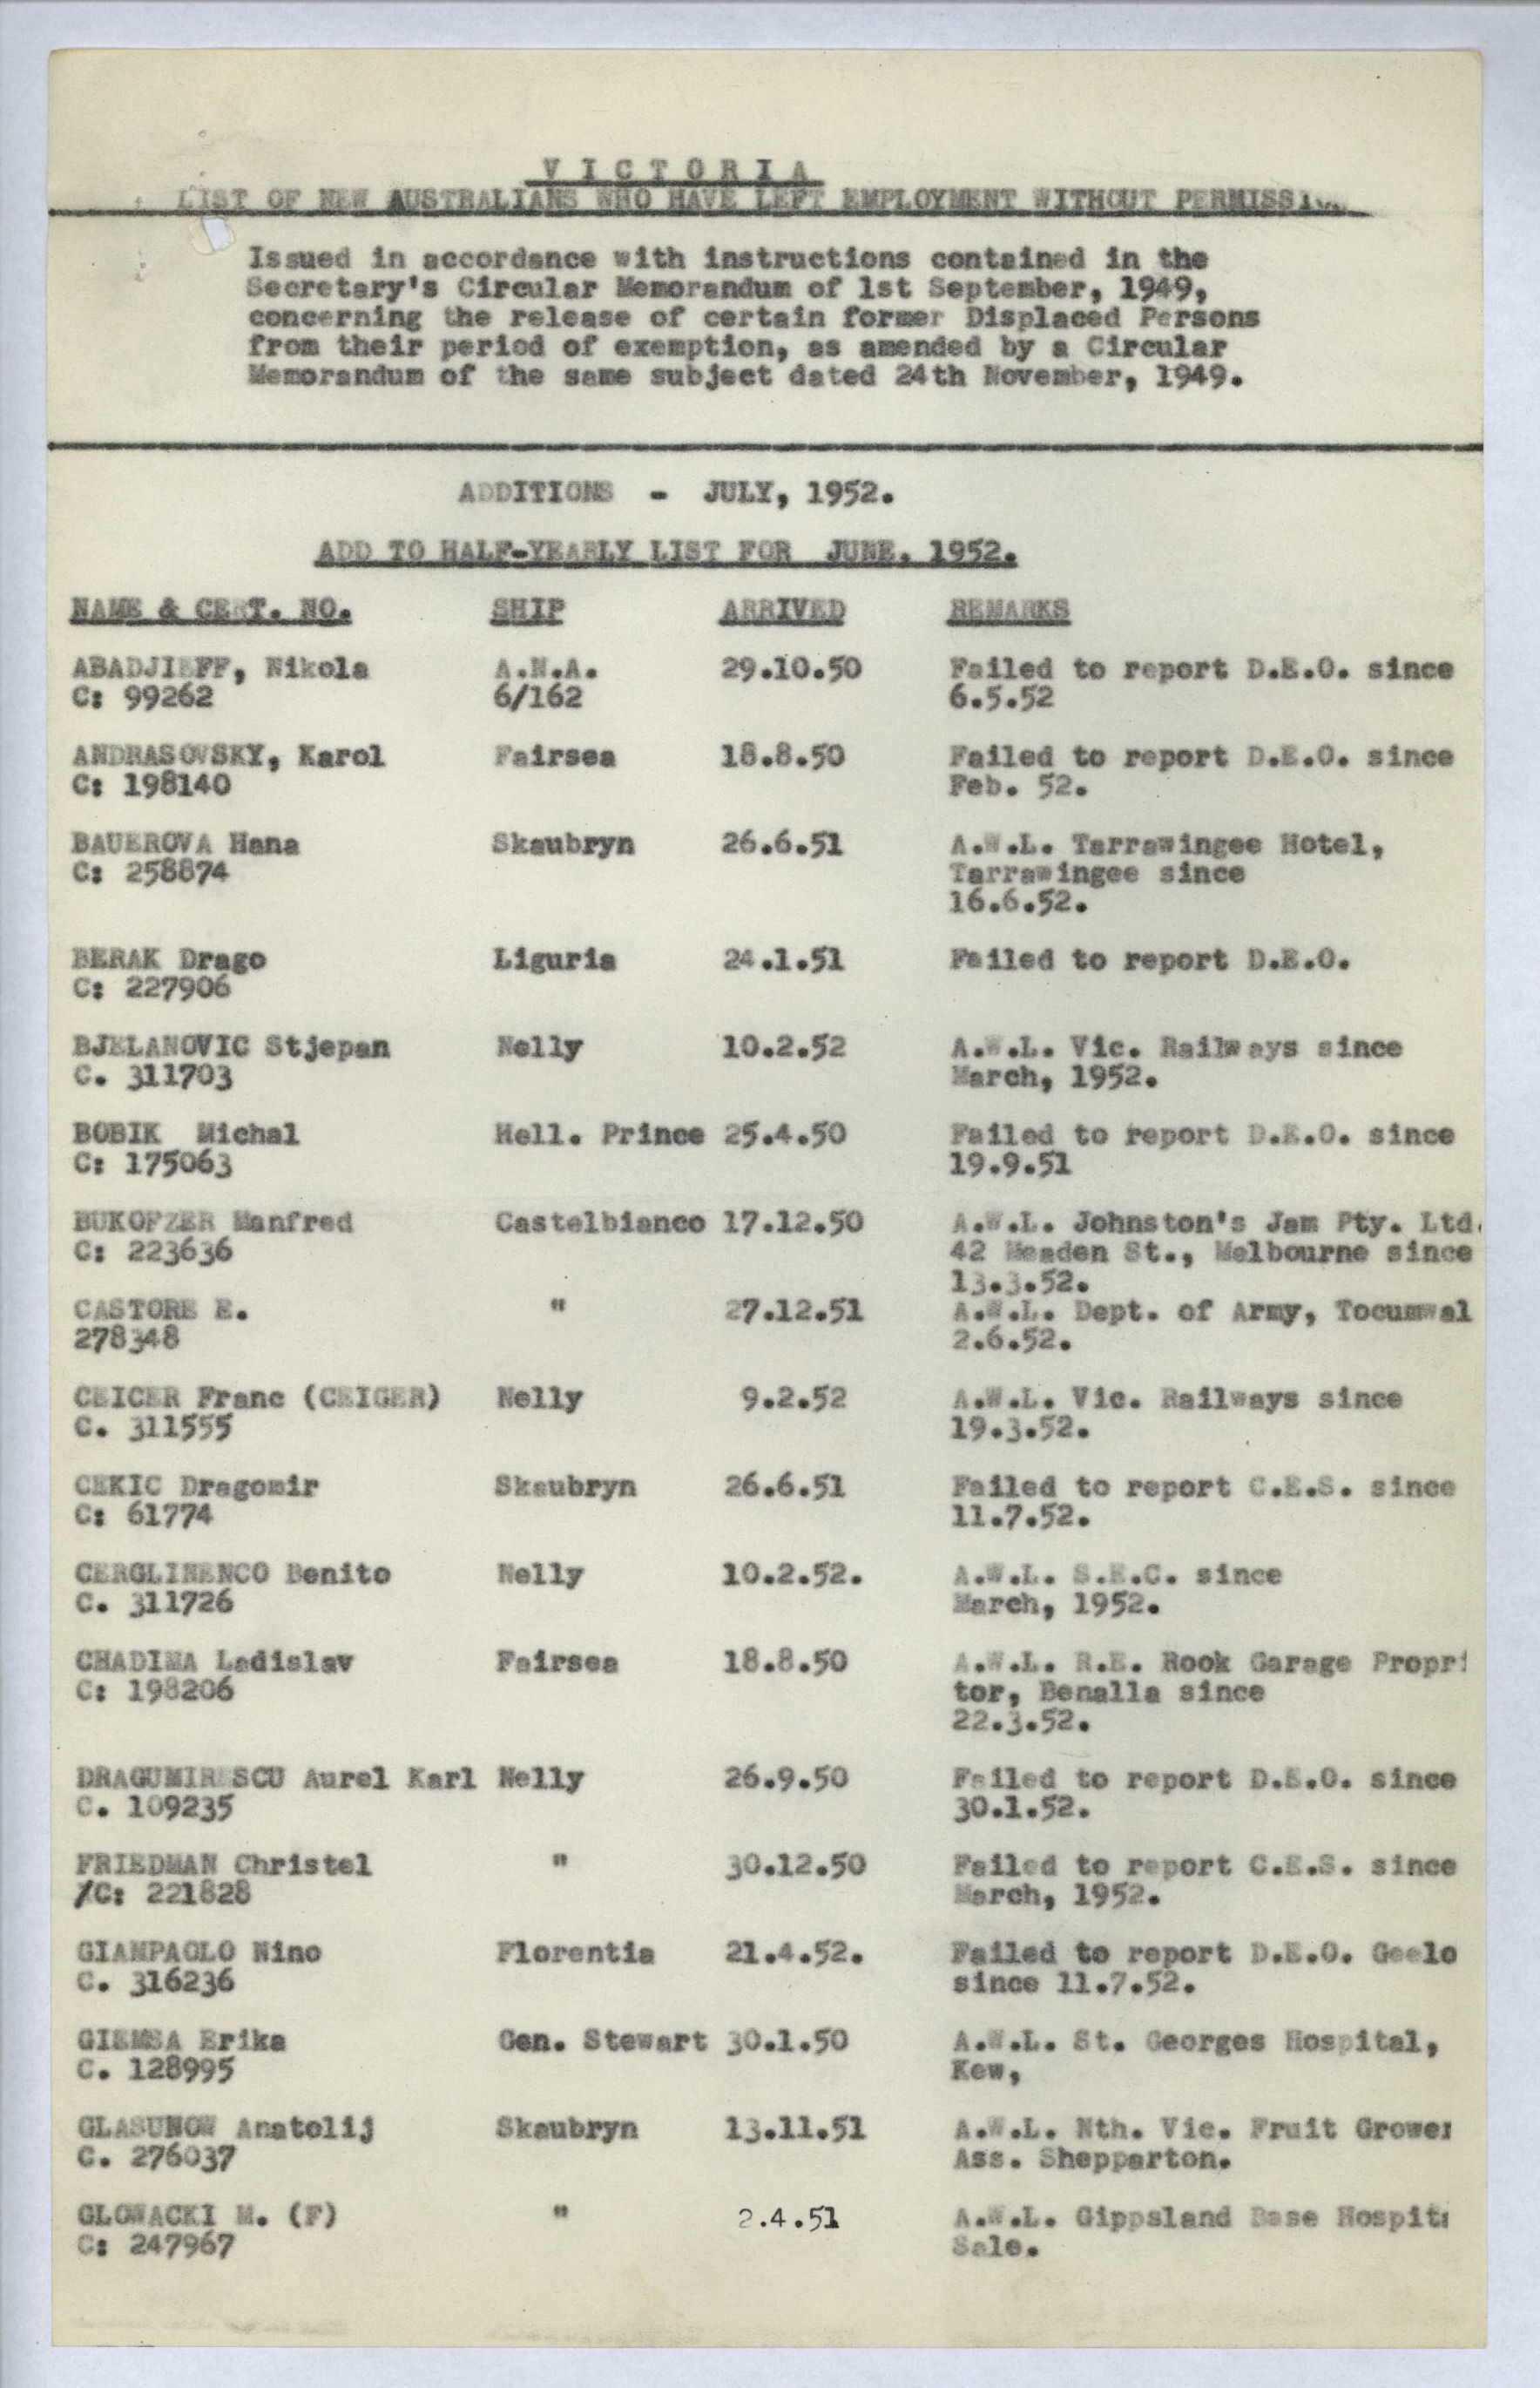 VICTORIA
LIST OF NEW AUSTRALIANS WHO HAVE LEFT EMPLOYMENT WITHOUT
Issued in accordance with instructions contained in the
Secretary's Circular Memorandum of 1st September, 1949,
concerning the release of certain former Displaced Persons
from their period of exemption, as amended by a Circular
Memorandum of the same subject dated 24th November, 1949.
ADDITIONS - JULY, 1952.
ADD TO HALF-YEARLY LIST FOR JUNE, 1952.
NAME & CERT. NO. SHIP ARRIVED REMARKS
ABADJIEFF, Nikola A.N.A. 29.10.50 Failed to report D.E.O. since
C: 99262 6/162 6.5.52
ANDRASOVSKY, Karol Fairsea 18.8.50 Failed to report D.E.O. since
C: 198140 Feb. 52.
BAUEROVA Hana Skaubryn 26.6.51 A.W.L. Tarrawingee Hotel,
C: 258874 Tarrawingee since
16.6.52.
BERAK Drago Liguria 24.1.51 Failed to report D.E.O.
C: 227906
BJELANOVIC Stjepan Nelly 10.2.52 A.W.L. Vic. Railways since
C. 311703 March, 1952.
BOBIK Michal Hell. Prince 25.4.50 Failed to report D.E.O. since
C: 175063 19.9.51
BUKOFZER Manfred Castelbianco 17.12.50 A.W.L. Johnston's Jam Pty. Ltd.
C: 223636 42 Meaden St., Melbourne since
13.3.52.
CASTORE E. " 27.12.51 A.W.L. Dept. of Army, Tocumwal
278348 2.6.52.
CEICER Franc (CEIGER) Nelly 9.2.52 A.W.L. Vic. Railways since
C. 311555 19.3.52.
CEKIC Dragomir Skaubryn 26.6.51 Failed to report C.E.S. since
C: 61774 11.7.52.
CERGLINENCO Benito Nelly 10.2.52. A.W.L. S.E.C. since
C. 311726 March, 1952.
CHADIMA Ladislav Fairsea 18.8.50 A.W.L. R.E. Rook Garage Propri
C: 198206 tor, Benalla since
22.3.52.
DRAGUMIRESCU Aurel Karl Nelly 26.9.50 Failed to report D.E.O. since
C. 109235 30.1.52.
FRIEDMAN Christel " 30.12.50 Failed to report C.E.S. since
/C: 221828 March, 1952.
GIAMPAOLO Nino Florentia 21.4.52. Failed to report D.E.O. Geelo
C. 316236 since 11.7.52.
GIEMSA Erika Gen. Stewart 30.1.50 A.W.L. St. Georges Hospital,
C. 128995 Kew,
GLASUNOW Anatolij Skaubryn 13.11.51 A.W.L. Nth. Vic. Fruit Grower
C. 276037 Ass. Shepparton.
GLOWACKI M. (F) " 2.4.51 A.W.L. Gippsland Base Hospit
C: 247967 Sale.